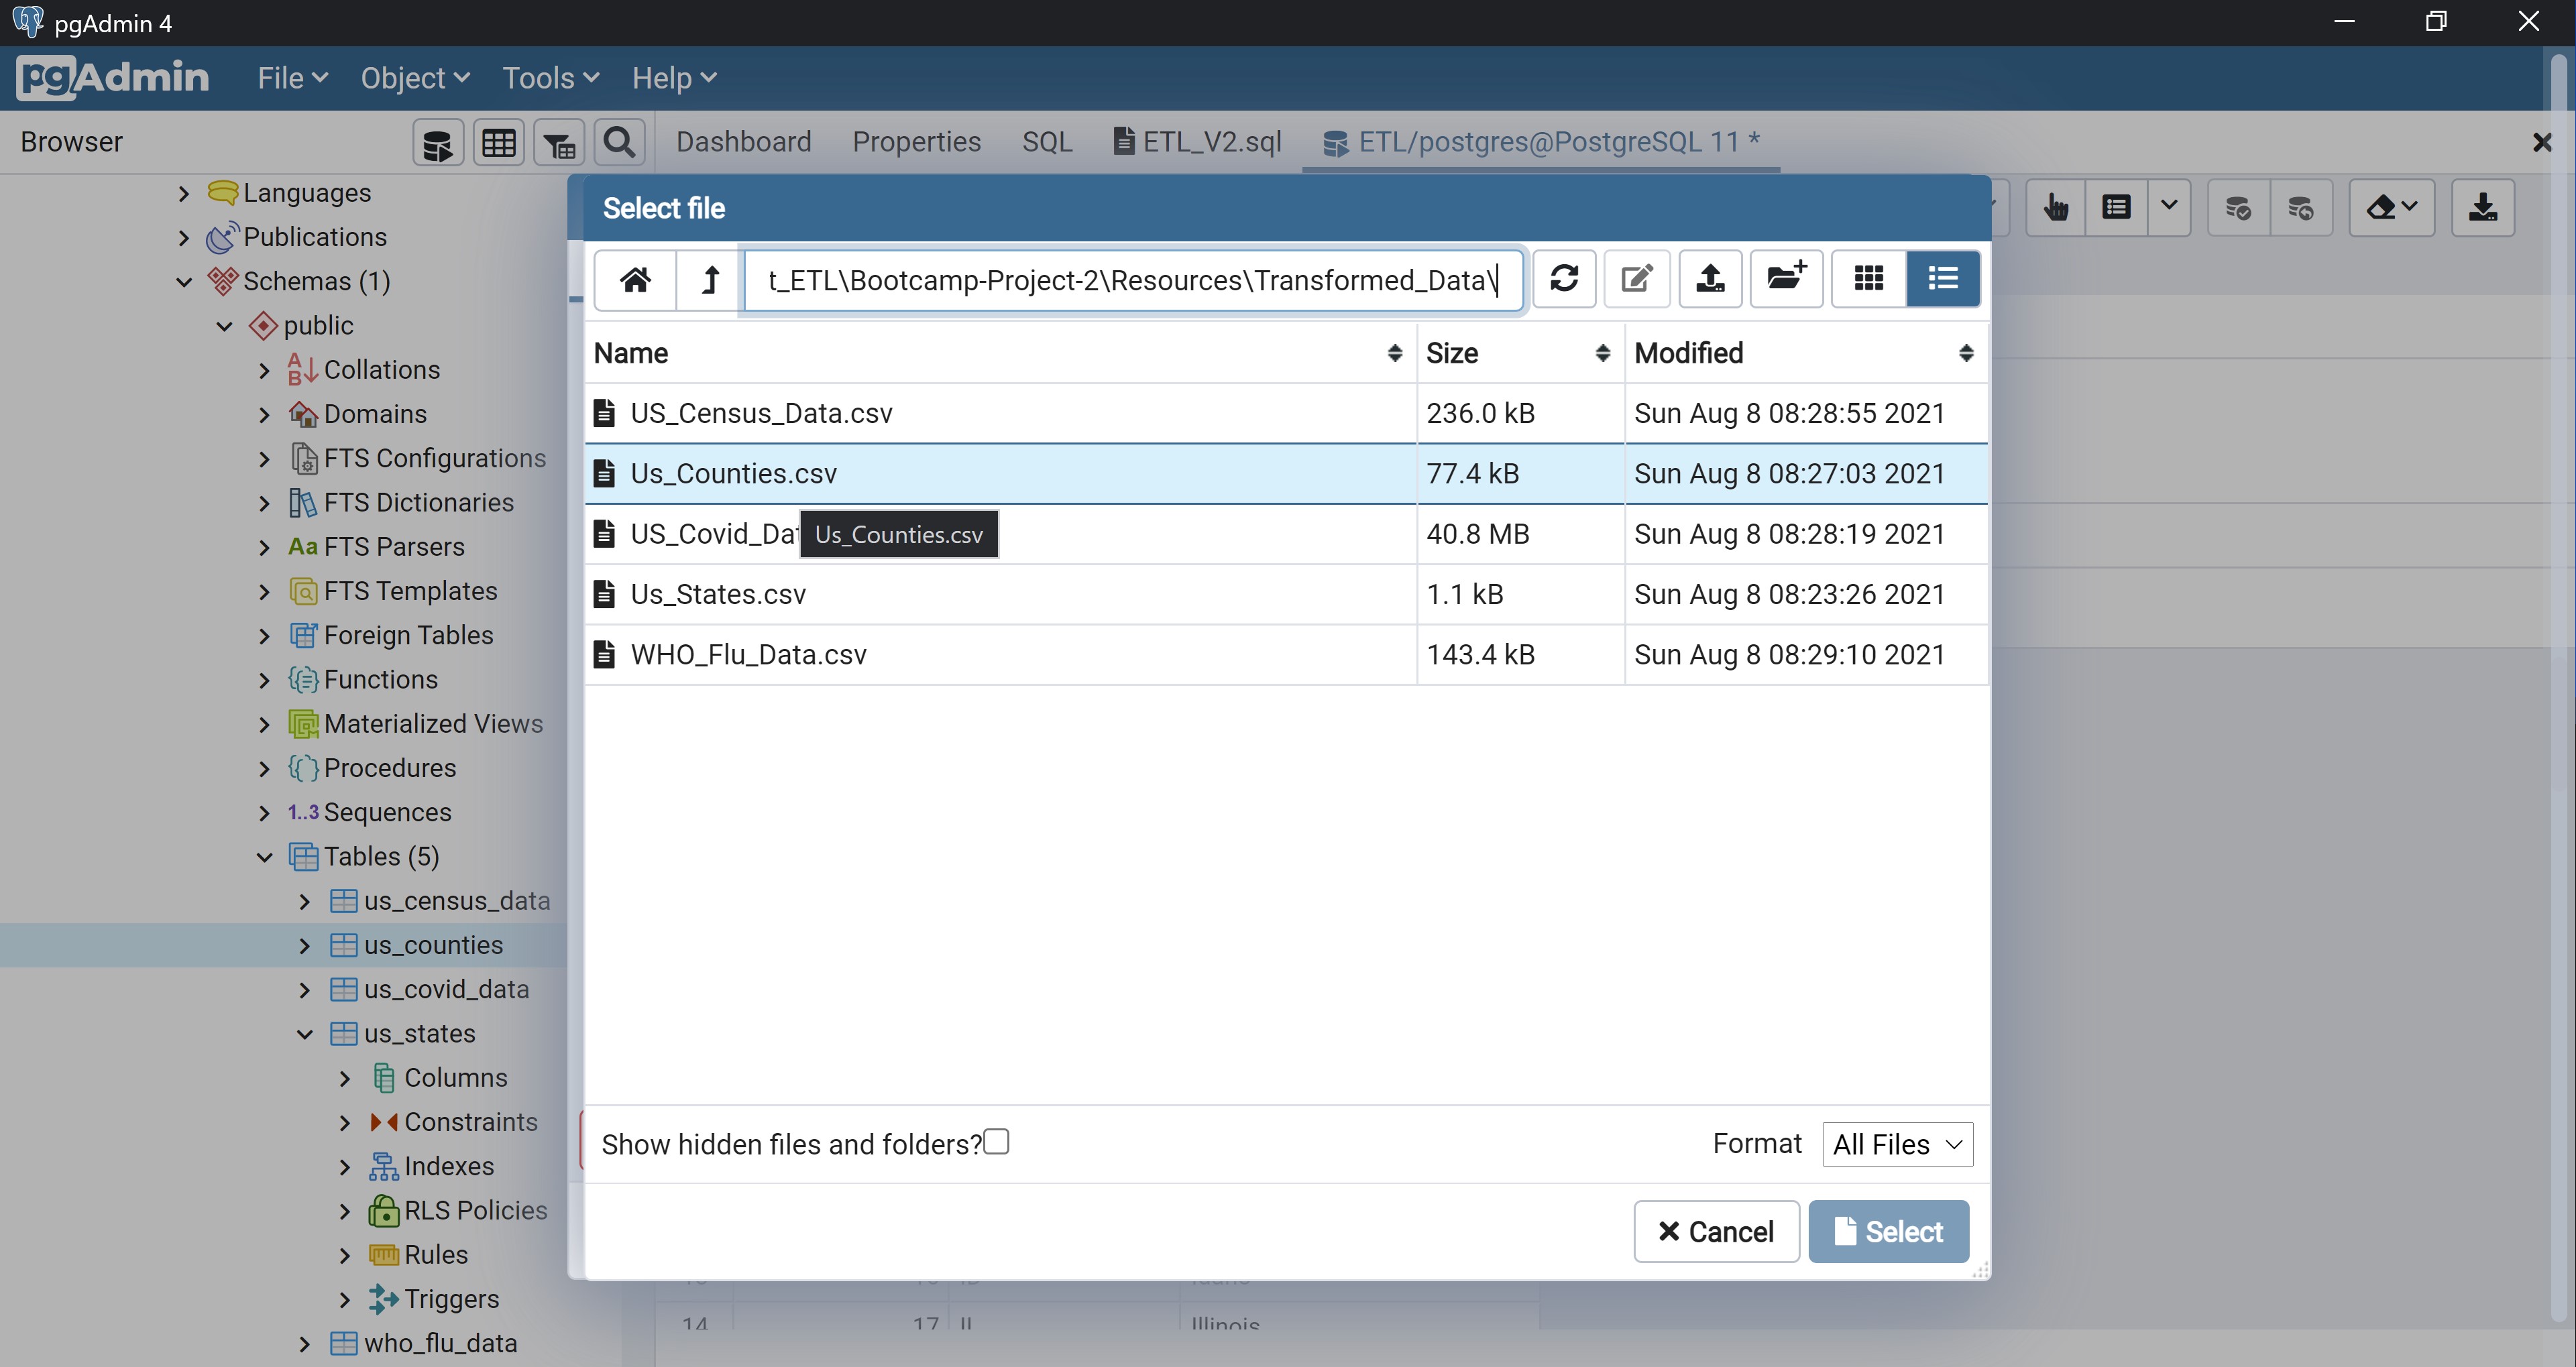 pgAdmin 4
pgAdmin File Object Tools Help
Browser
Dashboard Properties SQL ETL_V2.sql ETL/postgres@PostgreSQL 11 *
Languages
Publications
Schemas (1)
public
Collations
Domains
FTS Configurations
FTS Dictionaries
Aa FTS Parsers
FTS Templates
Foreign Tables
Functions
Materialized Views
Procedures
1..3 Sequences
Tables (5)
us_census_data
us_counties
us_covid_data
us_states
Columns
Constraints
Indexes
RLS Policies
Rules
Triggers
who_flu_data
Select file
t_ETL\Bootcamp-Project-2\Resources\Transformed_Data\
Name Size Modified
US_Census_Data.csv 236.0 kB Sun Aug 8 08:28:55 2021
Us_Counties.csv 77.4 kB Sun Aug 8 08:27:03 2021
US_Covid_Dat 40.8 MB Sun Aug 8 08:28:19 2021
Us_Counties.csv
Us_States.csv 1.1 kB Sun Aug 8 08:23:26 2021
WHO_Flu_Data.csv 143.4 kB Sun Aug 8 08:29:10 2021
Show hidden files and folders?
Format All Files
Cancel Select
14 17 IL Illinois